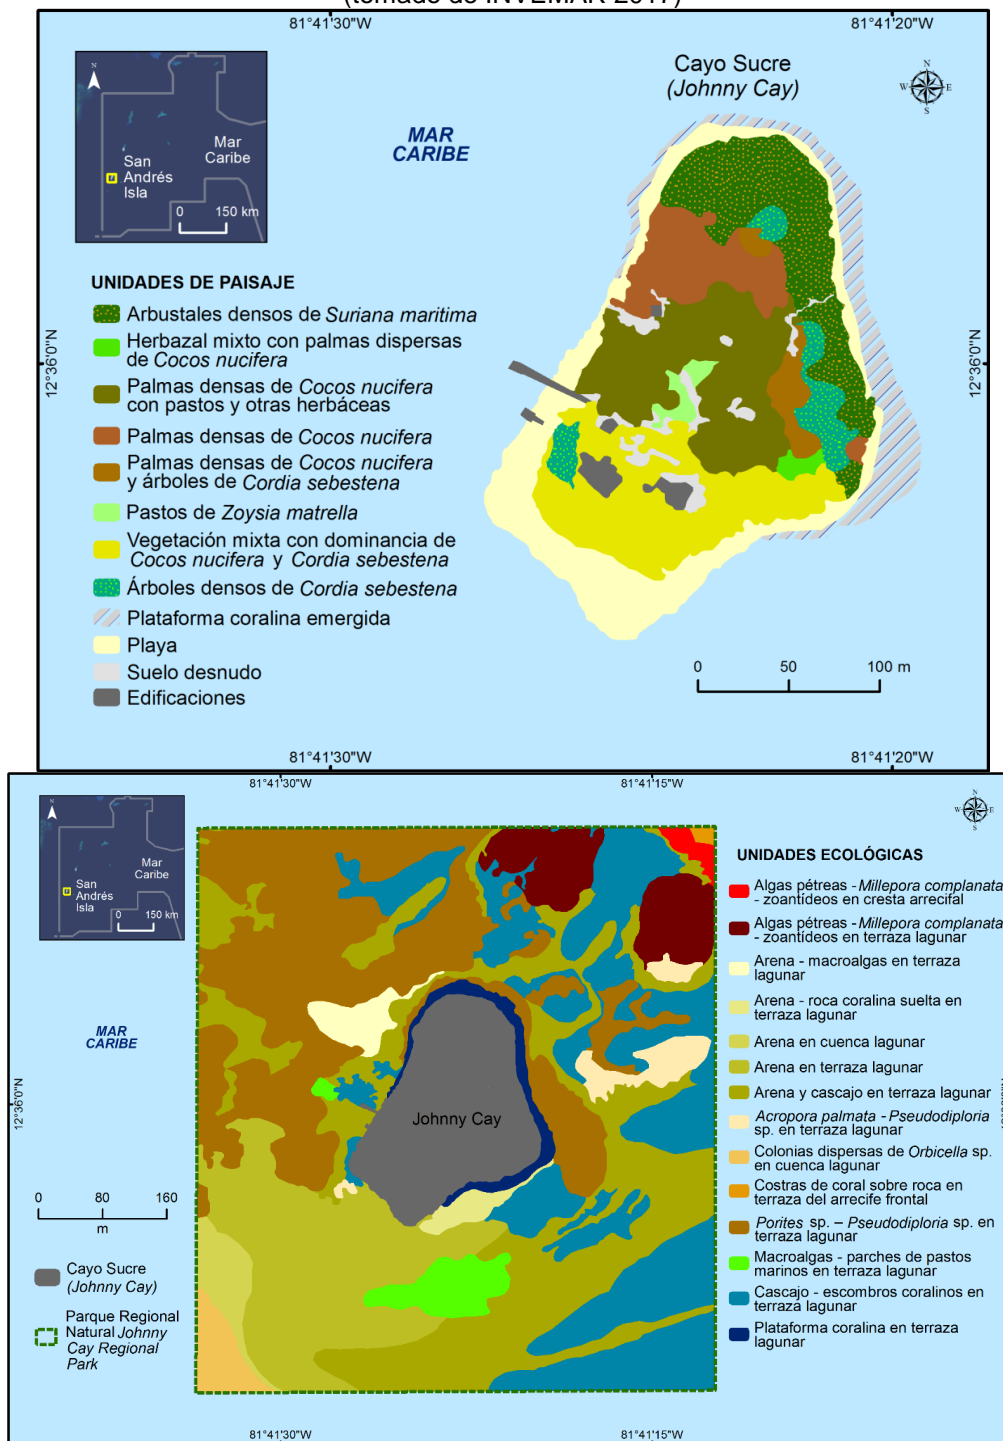 (tomado de INVEMAR 2017)
81°41'30"W
81°41'20"W
N
San
Andrés
Isla
Mar
Caribe
0
150 km
MAR
CARIBE
Cayo Sucre
(Johnny Cay)
N
W
E
S
12°36'0"N
12°36'0"N
UNIDADES DE PAISAJE
Arbustales densos de Suriana maritima
Herbazal mixto con palmas dispersas
de Cocos nucifera
Palmas densas de Cocos nucifera
con pastos y otras herbáceas
Palmas densas de Cocos nucifera
Palmas densas de Cocos nucifera
y árboles de Cordia sebestena
Pastos de Zoysia matrella
Vegetación mixta con dominancia de
Cocos nucifera y Cordia sebestena
Árboles densos de Cordia sebestena
Plataforma coralina emergida
Playa
Suelo desnudo
Edificaciones
0
50
100 m
81°41'30"W
81°41'20"W
81°41'30"W
81°41'15"W
N
San
Andrés
Isla
Mar
Caribe
0
150 km
N
W
E
S
MAR
CARIBE
12°36'0"N
Johnny Cay
0
80
160
m
Cayo Sucre
(Johnny Cay)
Parque Regional
Natural Johnny
Cay Regional
Park
UNIDADES ECOLÓGICAS
Algas pétreas - Millepora complanata
- zoantídeos en cresta arrecifal
Algas pétreas - Millepora complanata
- zoantídeos en terraza lagunar
Arena - macroalgas en terraza
lagunar
Arena - roca coralina suelta en
terraza lagunar
Arena en cuenca lagunar
Arena en terraza lagunar
Arena y cascajo en terraza lagunar
Acropora palmata - Pseudodiploria
sp. en terraza lagunar
Colonias dispersas de Orbicella sp.
en cuenca lagunar
Costras de coral sobre roca en
terraza del arrecife frontal
Porites sp. – Pseudodiploria sp. en
terraza lagunar
Macroalgas - parches de pastos
marinos en terraza lagunar
Cascajo - escombros coralinos en
terraza lagunar
Plataforma coralina en terraza
lagunar
81°41'30"W
81°41'15"W